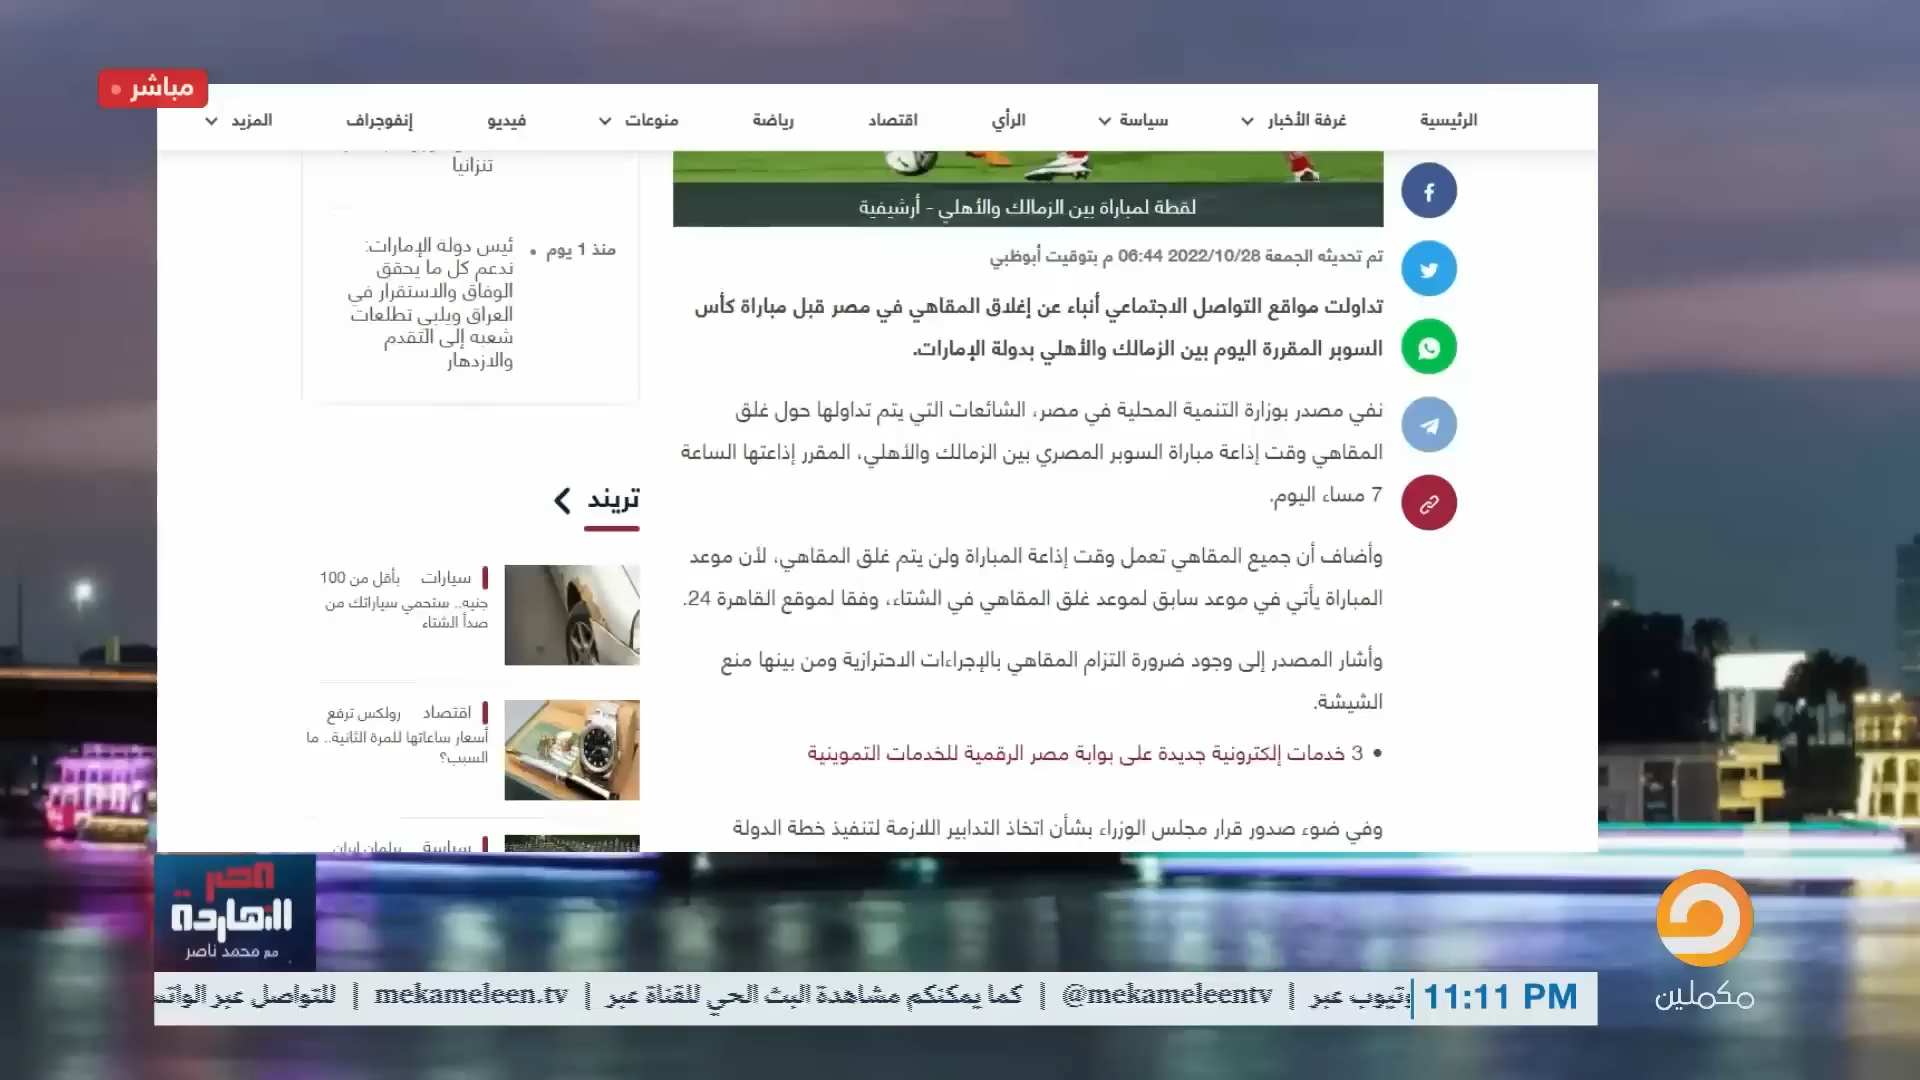 مباشر
الرئيسية
غرفة الأخبار
سياسة
الرأي
اقتصاد
رياضة
منوعات
فيديو
إنفوجراف
المزيد
لقطة لمباراة بين الزمالك والأهلي - أرشيفية
تم تحديثه الجمعة 2022/10/28 06:44 م بتوقيت أبوظبي
تداولت مواقع التواصل الاجتماعي أنباء عن إغلاق المقاهي في مصر قبل مباراة كأس
السوبر المقررة اليوم بين الزمالك والأهلي بدولة الإمارات.
نفي مصدر بوزارة التنمية المحلية في مصر، الشائعات التي يتم تداولها حول غلق
المقاهي وقت إذاعة مباراة السوبر المصري بين الزمالك والأهلي، المقرر إذاعتها الساعة
7 مساء اليوم.
وأضاف أن جميع المقاهي تعمل وقت إذاعة المباراة ولن يتم غلق المقاهي، لأن موعد
المباراة يأتي في موعد سابق لموعد غلق المقاهي في الشتاء، وفقا لموقع القاهرة 24.
وأشار المصدر إلى وجود ضرورة التزام المقاهي بالإجراءات الاحترازية ومن بينها منع
الشيشة.
• 3 خدمات إلكترونية جديدة على بوابة مصر الرقمية للخدمات التموينية
وفي ضوء صدور قرار مجلس الوزراء بشأن اتخاذ التدابير اللازمة لتنفيذ خطة الدولة
تنزانيا
منذ 1 يوم
ئيس دولة الإمارات:
ندعم كل ما يحقق
الوفاق والاستقرار في
العراق ويلبي تطلعات
شعبه إلى التقدم
والازدهار
تريند
سيارات بأقل من 100
جنيه.. ستحمي سياراتك من
صدأ الشتاء
اقتصاد رولكس ترفع
أسعار ساعاتها للمرة الثانية.. ما
السبب؟
سياسة برلمان إيران
مصر
النهاردة
مع محمد ناصر
مكملين
11:11 PM
وتيوب عبر | @mekameleentv | كما يمكنكم مشاهدة البث الحي للقناة عبر | mekameleen.tv | للتواصل عبر الواتس